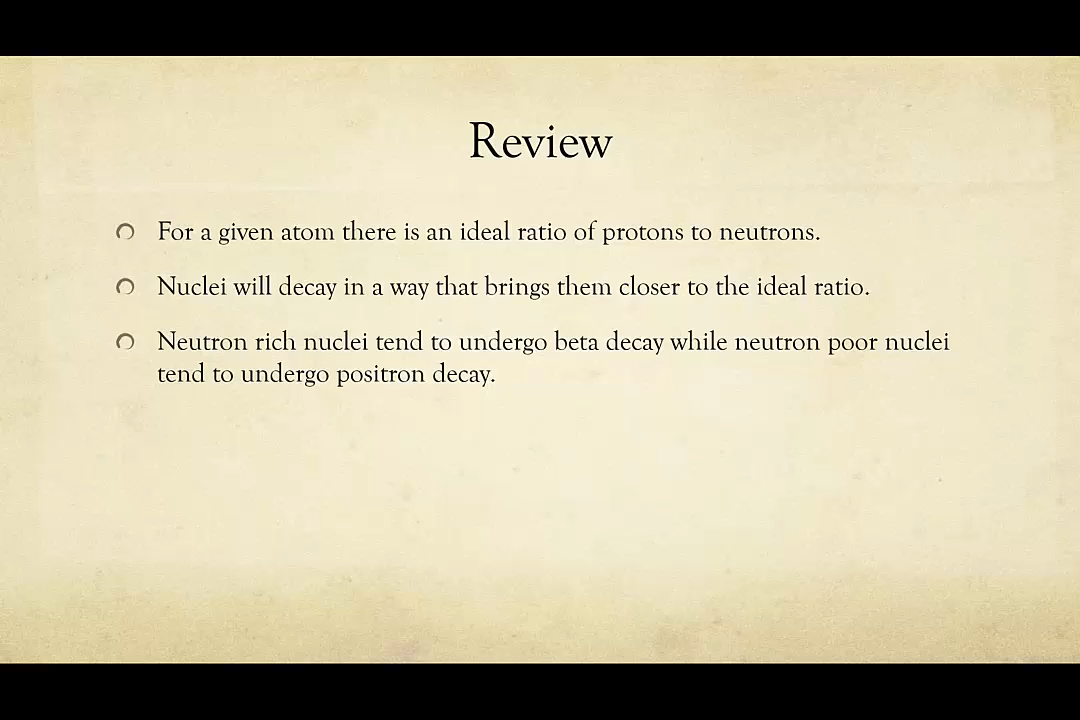 Review
For a given atom there is an ideal ratio of protons to neutrons.
Nuclei will decay in a way that brings them closer to the ideal ratio.
Neutron rich nuclei tend to undergo beta decay while neutron poor nuclei
tend to undergo positron decay.